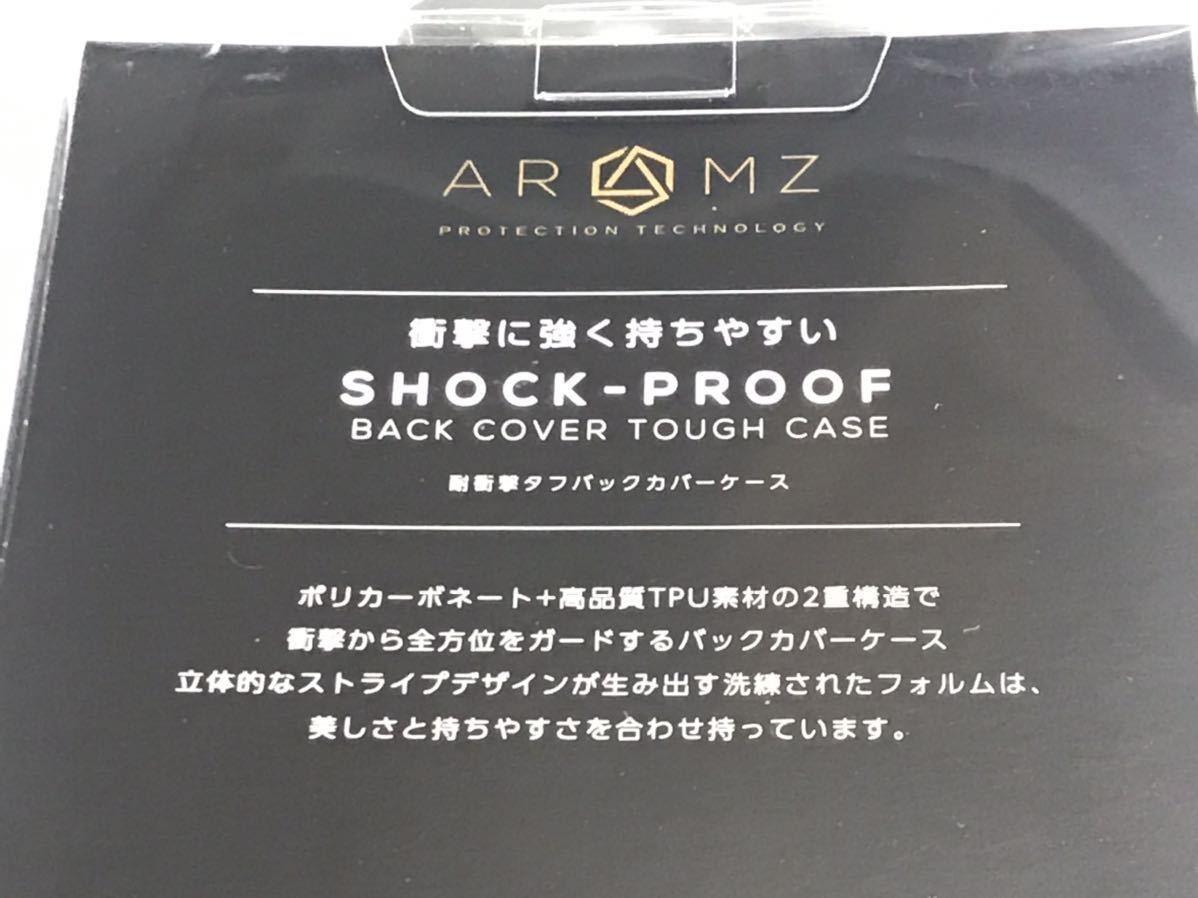 AR MZ
PROTECTION TECHNOLOGY
衝撃に強く持ちやすい
SHOCK-PROOF
BACK COVER TOUGH CASE
耐衝撃タフバックカバーケース
ポリカーボネート+高品質TPU素材の2重構造で
衝撃から全方位をガードするバックカバーケース
立体的なストライプデザインが生み出す洗練されたフォルムは、
美しさと持ちやすさを合わせ持っています。